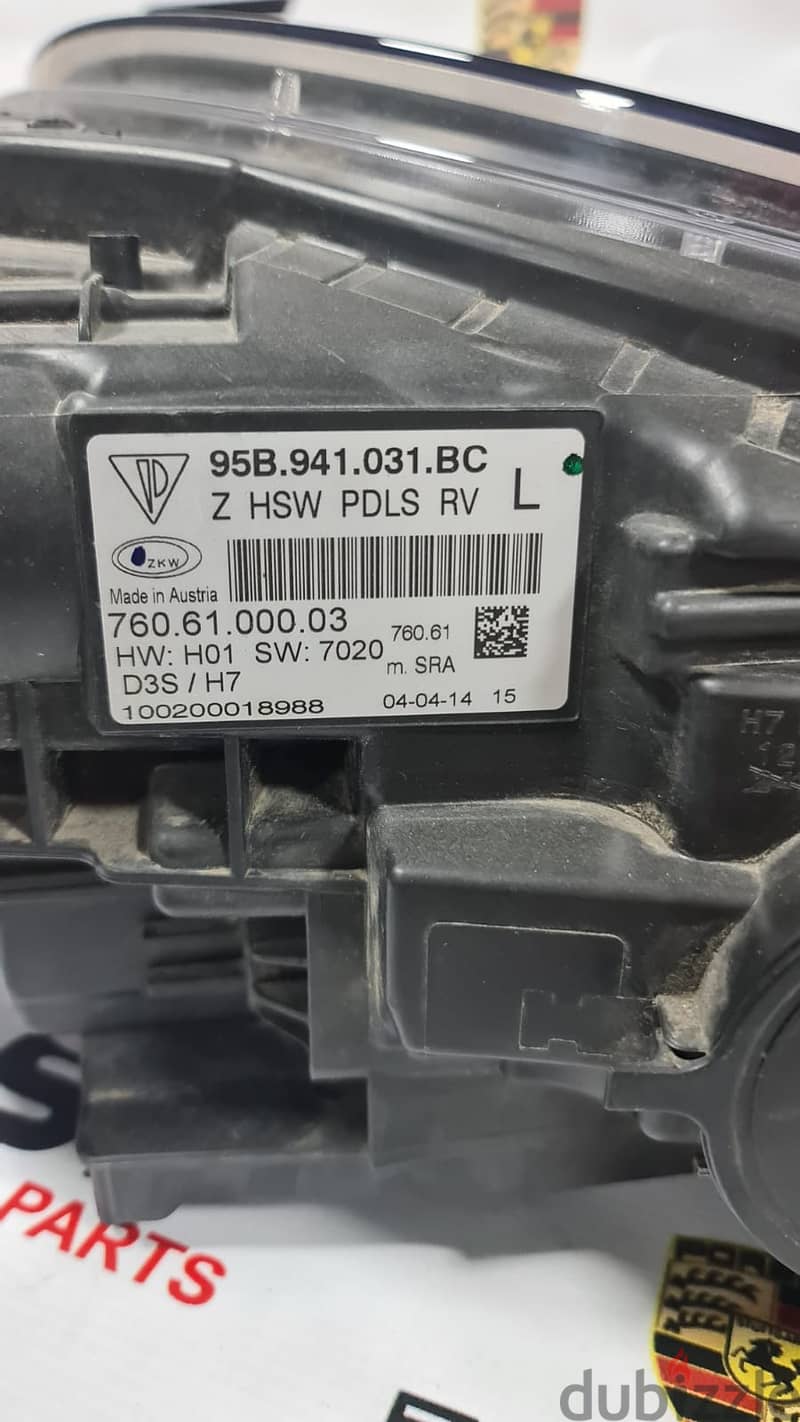 95B.941.031.BC
Z HSW PDLS RV L
ZKW
Made in Austria
760.61.000.03
760.61
HW: H01 SW: 7020
m. SRA
D3S / H7
100200018988
04-04-14 15
H7
12
S
PARTS
dubizzle